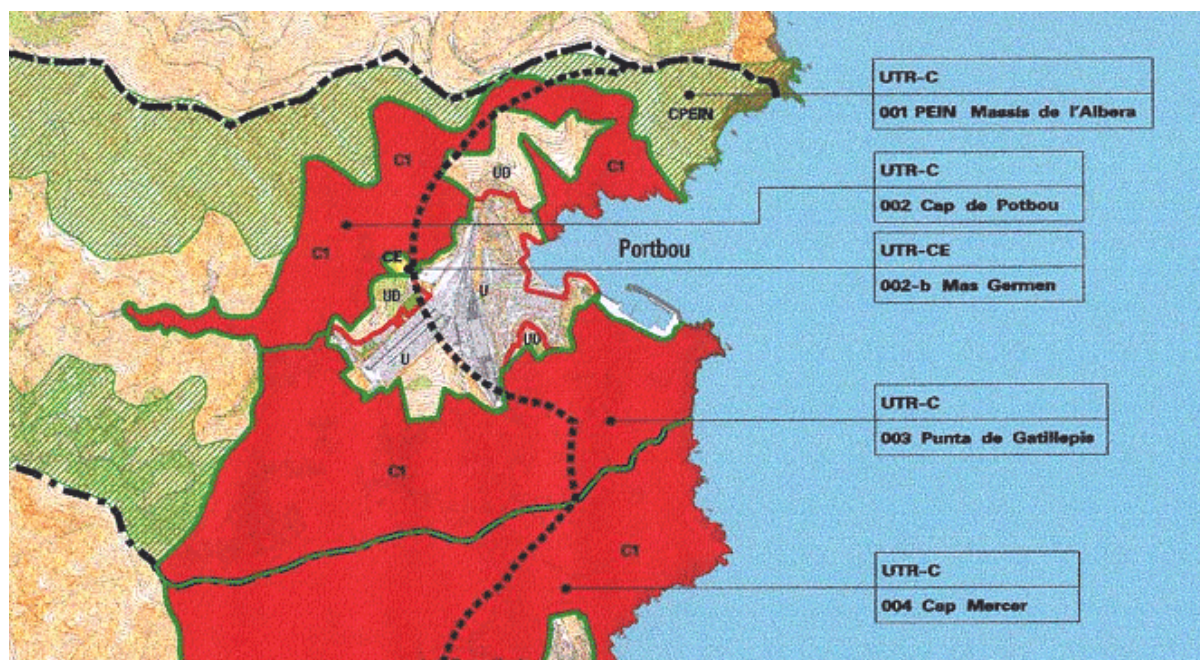 UTR-C
001 PEIN Massís de l'Albera
CPEIN
C1
C1
UD
UTR-C
002 Cap de Potbou
C1
Portbou
UTR-CE
002-b Mas Germen
CE
UD
U
UD
U
UTR-C
003 Punta de Gatillepis
C1
C1
UTR-C
004 Cap Mercer